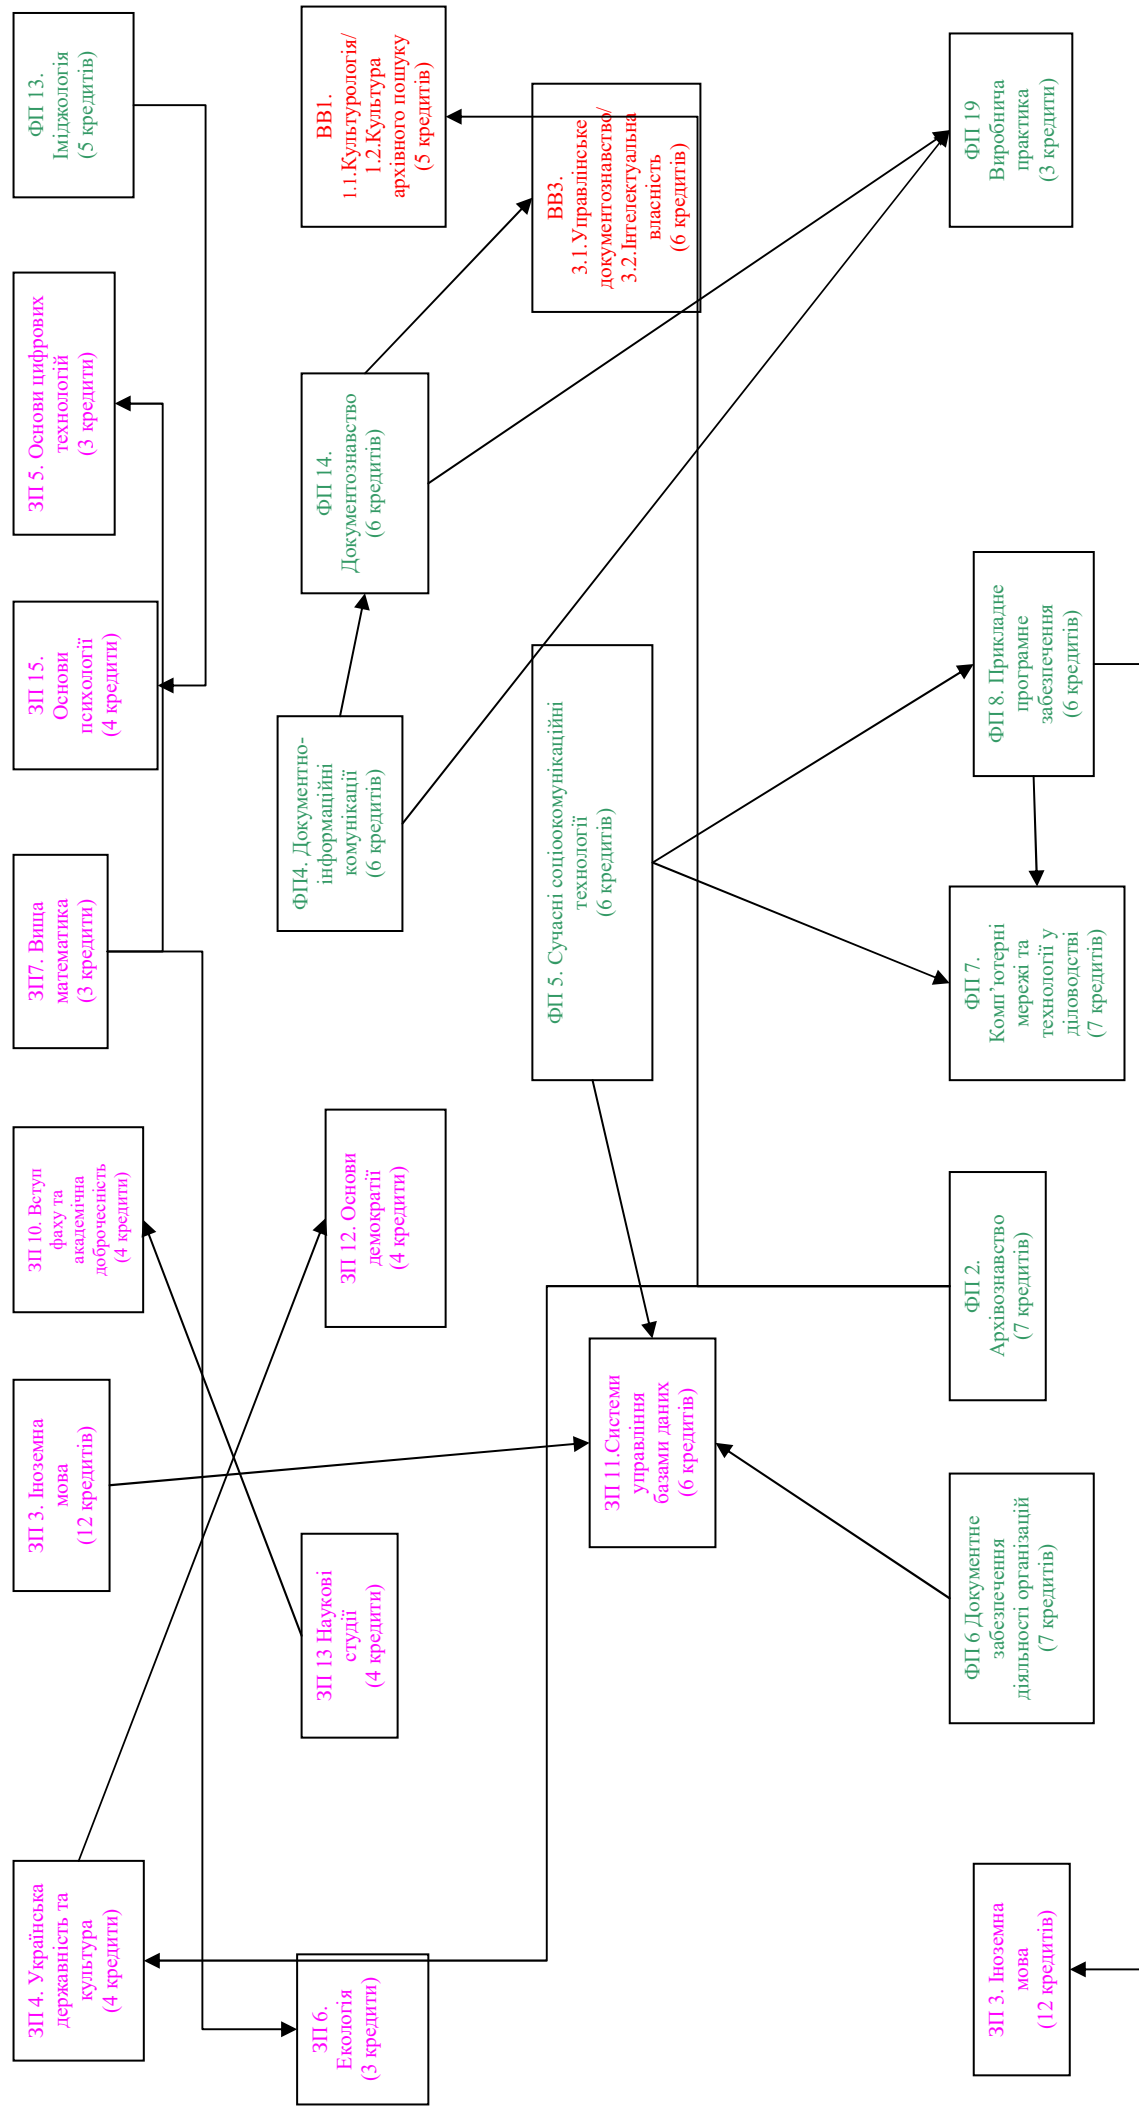 ЗП 4. Українська
державність та
культура
(4 кредити)
ЗП 3. Іноземна
мова
(12 кредитів)
ЗП 10. Вступ
фаху та
академічна
доброчесність
(4 кредити)
ЗП7. Вища
математика
(3 кредити)
ЗП 15.
Основи
психології
(4 кредити)
ЗП 5. Основи цифрових
технологій
(3 кредити)
ФП 13.
Іміджологія
(5 кредитів)
ЗП 6.
Екологія
(3 кредити)
ЗП 13 Наукові
студії
(4 кредити)
ЗП 12. Основи
демократії
(4 кредити)
ФП4. Документно-
інформаційні
комунікації
(6 кредитів)
ФП 14.
Документознавство
(6 кредитів)
ВВ1.
1.1.Культурологія/
1.2.Культура
архівного пошуку
(5 кредитів)
ЗП 11.Системи
управління
базами даних
(6 кредитів)
ФП 5. Сучасні соціоокомунікаційні
технології
(6 кредитів)
ВВ3.
3.1.Управлінське
документознавство/
3.2.Інтелектуальна
власність
(6 кредитів)
ЗП 3. Іноземна
мова
(12 кредитів)
ФП 6 Документне
забезпечення
діяльності організацій
(7 кредитів)
ФП 2.
Архівознавство
(7 кредитів)
ФП 7.
Комп’ютерні
мережі та
технології у
діловодстві
(7 кредитів)
ФП 8. Прикладне
програмне
забезпечення
(6 кредитів)
ФП 19
Виробнича
практика
(3 кредити)